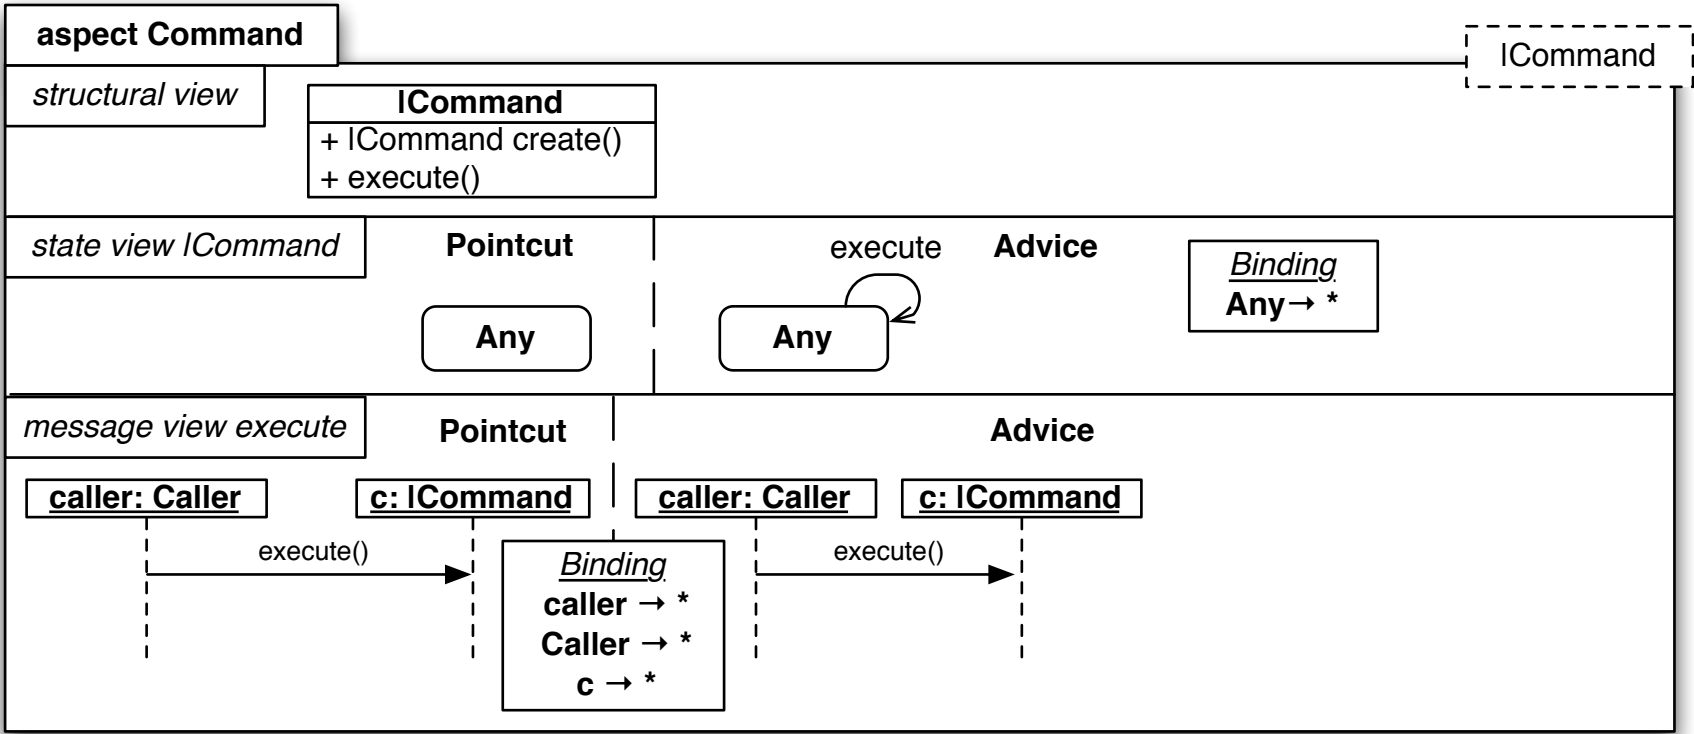 aspect Command
ICommand
structural view
ICommand
+ ICommand create()
+ execute()
state view ICommand
Pointcut
Any
execute
Advice
Any
Binding
Any→ *
message view execute
Pointcut
Advice
caller: Caller
c: ICommand
caller: Caller
c: ICommand
execute()
execute()
Binding
caller → *
Caller → *
c → *